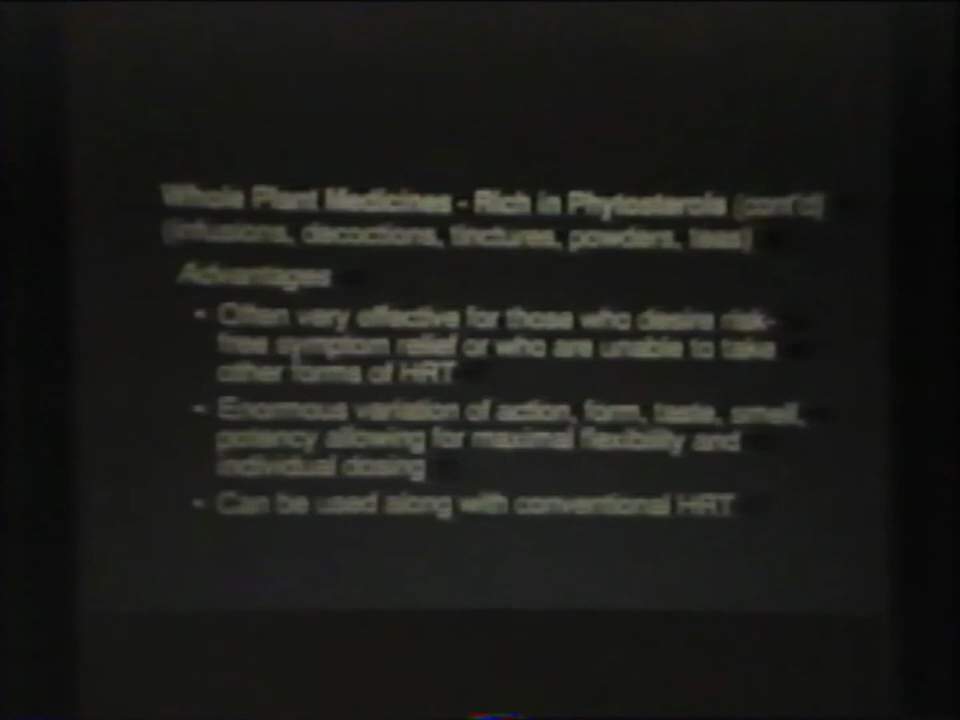 Whole Plant Medicines - Rich in Phytosterols (cont'd)
(infusions, decoctions, tinctures, powders, teas)
Advantages
• Often very effective for those who desire risk-
free symptom relief or who are unable to take
other forms of HRT
• Enormous variation of action, form, taste, smell,
potency allowing for maximal flexibility and
individual dosing
• Can be used along with conventional HRT